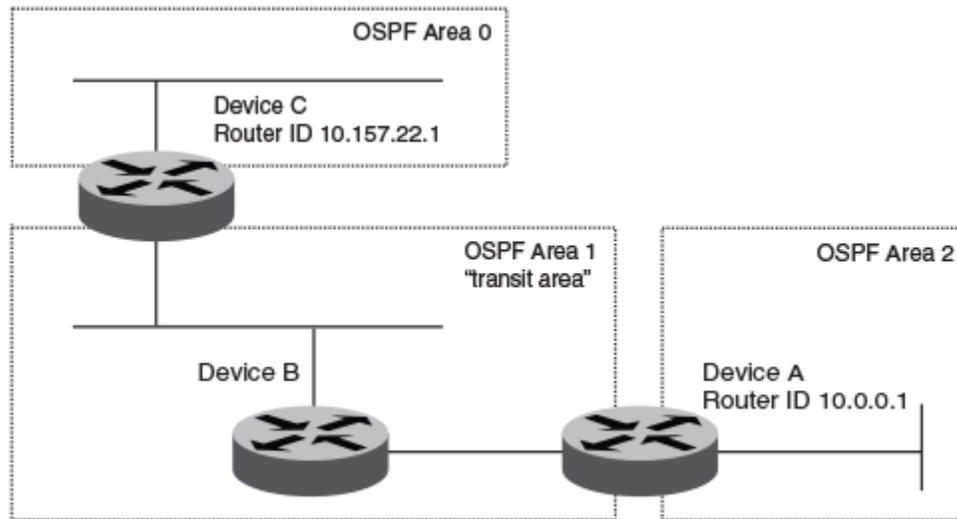 OSPF Area 0
Device C
Router ID 10.157.22.1
OSPF Area 1
“transit area”
OSPF Area 2
Device B
Device A
Router ID 10.0.0.1